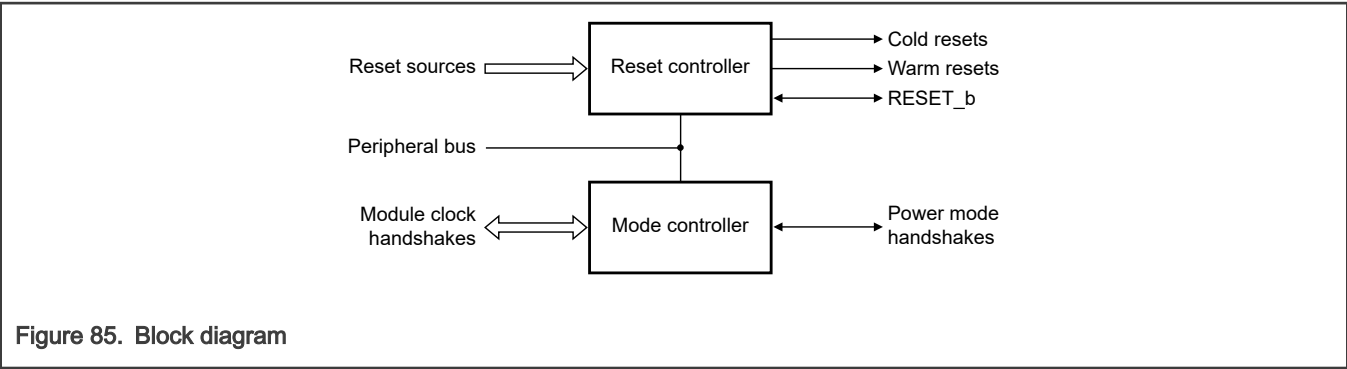 Reset sources
Reset controller
Cold resets
Warm resets
RESET_b
Peripheral bus
Module clock
handshakes
Mode controller
Power mode
handshakes
Figure 85. Block diagram